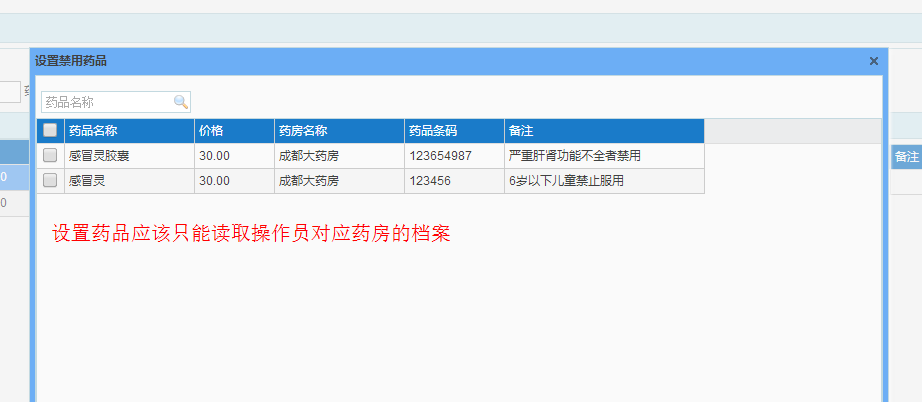 设置禁用药品
药品名称
药品名称 价格 药房名称 药品条码 备注
感冒灵胶囊 30.00 成都大药房 123654987 严重肝肾功能不全者禁用
感冒灵 30.00 成都大药房 123456 6岁以下儿童禁止服用
设置药品应该只能读取操作员对应药房的档案
备注
0
0